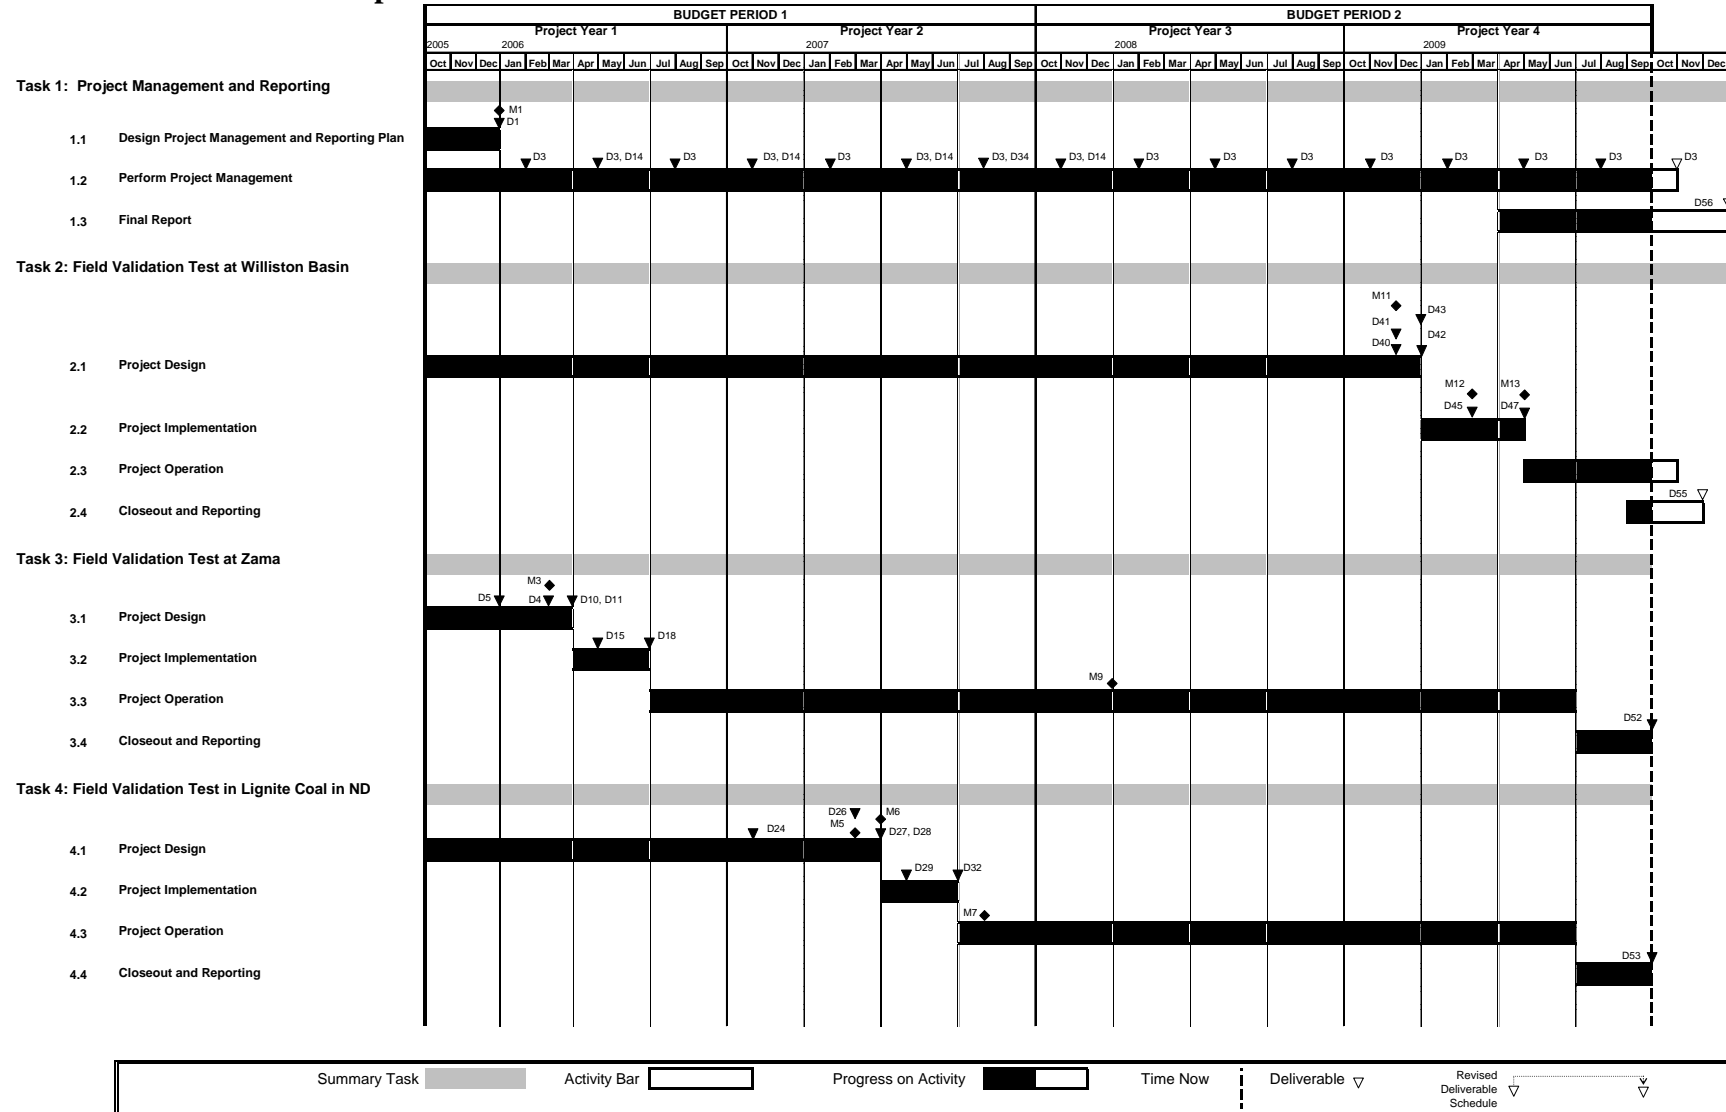 BUDGET PERIOD 1 BUDGET PERIOD 2
Project Year 1 Project Year 2 Project Year 3 Project Year 4
2005 2006 2007 2008 2009
Oct Nov Dec Jan Feb Mar Apr May Jun Jul Aug Sep Oct Nov Dec Jan Feb Mar Apr May Jun Jul Aug Sep Oct Nov Dec Jan Feb Mar Apr May Jun Jul Aug Sep Oct Nov Dec Jan Feb Mar Apr May Jun Jul Aug Sep Oct Nov Dec
Task 1: Project Management and Reporting
M1
D1
1.1 Design Project Management and Reporting Plan
D3 D3, D14 D3 D3, D14 D3 D3, D14 D3, D34 D3, D14 D3 D3 D3 D3 D3 D3 D3 D3
1.2 Perform Project Management
D56
1.3 Final Report
Task 2: Field Validation Test at Williston Basin
M11
D43
D41
D42
D40
2.1 Project Design
M12 M13
D45 D47
2.2 Project Implementation
2.3 Project Operation
D55
2.4 Closeout and Reporting
Task 3: Field Validation Test at Zama
M3
D5 D4 D10, D11
3.1 Project Design
D15 D18
3.2 Project Implementation
M9
3.3 Project Operation
D52
3.4 Closeout and Reporting
Task 4: Field Validation Test in Lignite Coal in ND
D26 M6
M5 D24 D27, D28
4.1 Project Design
D29 D32
4.2 Project Implementation
M7
4.3 Project Operation
D53
4.4 Closeout and Reporting
Summary Task Activity Bar Progress on Activity Time Now Deliverable Revised
Deliverable
Schedule